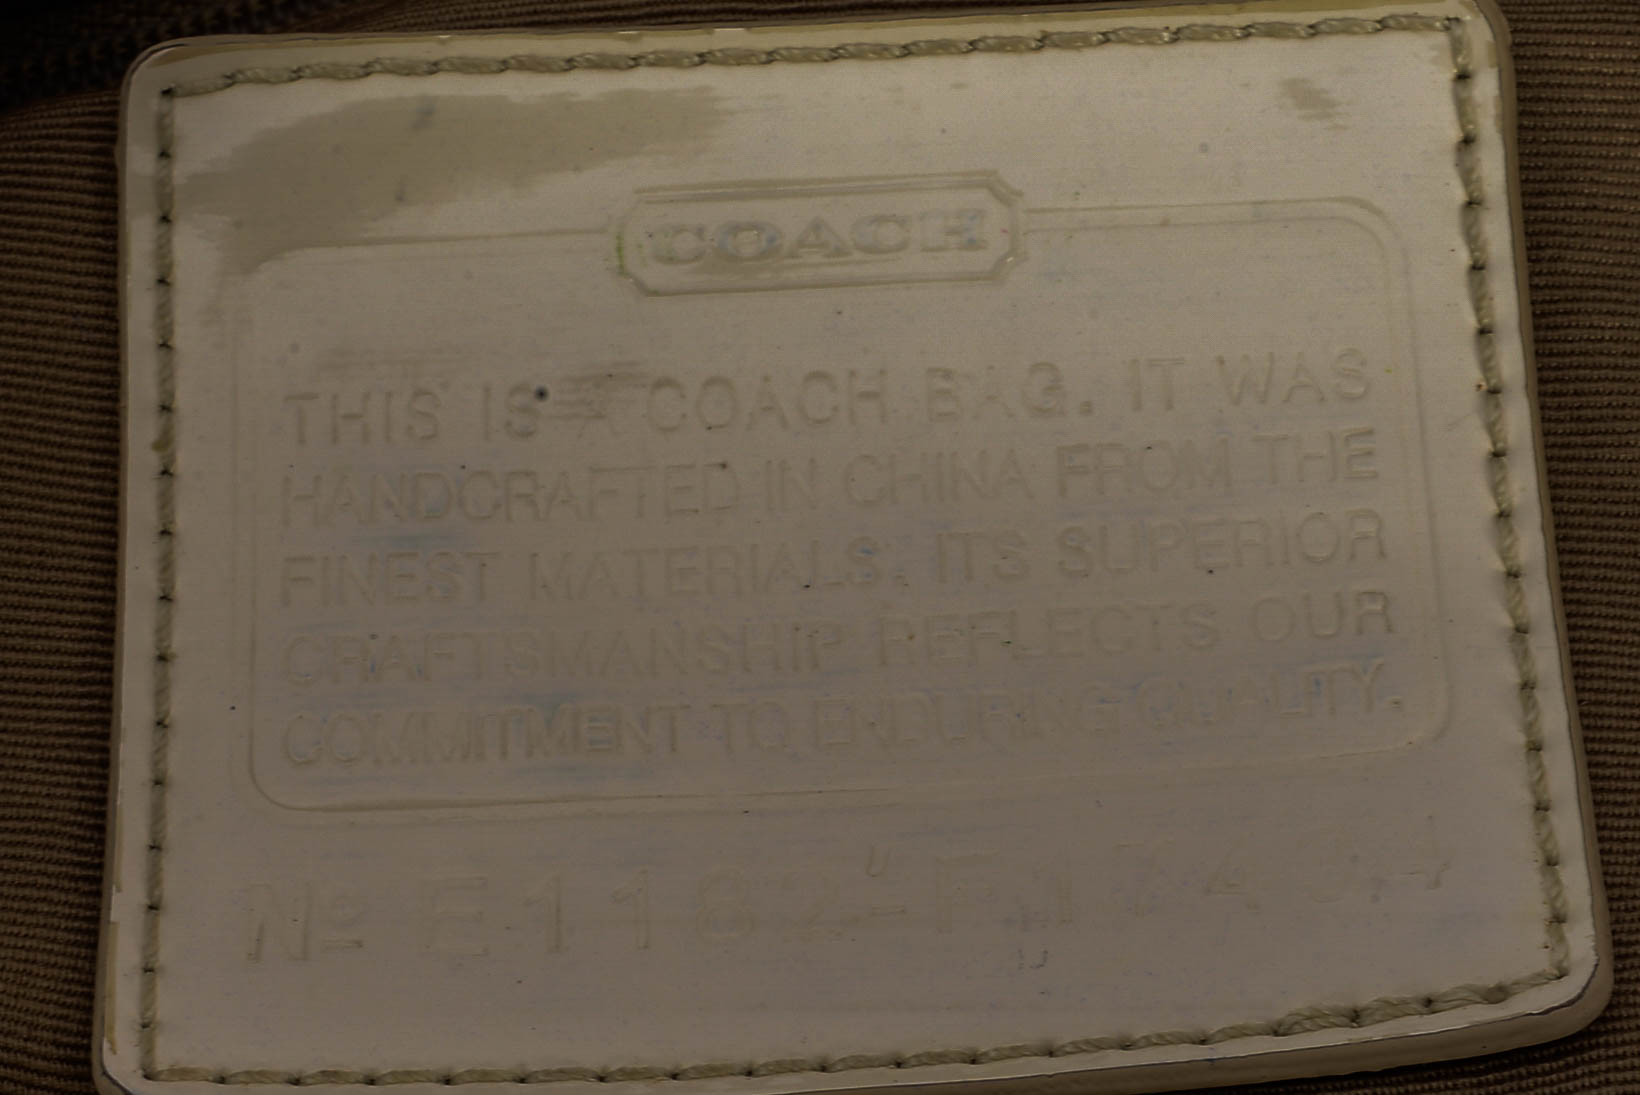 COACH
THIS IS A COACH BAG. IT WAS
HANDCRAFTED IN CHINA FROM THE
FINEST MATERIALS. ITS SUPERIOR
CRAFTSMANSHIP REFLECTS OUR
COMMITMENT TO ENDURING QUALITY.
Nº